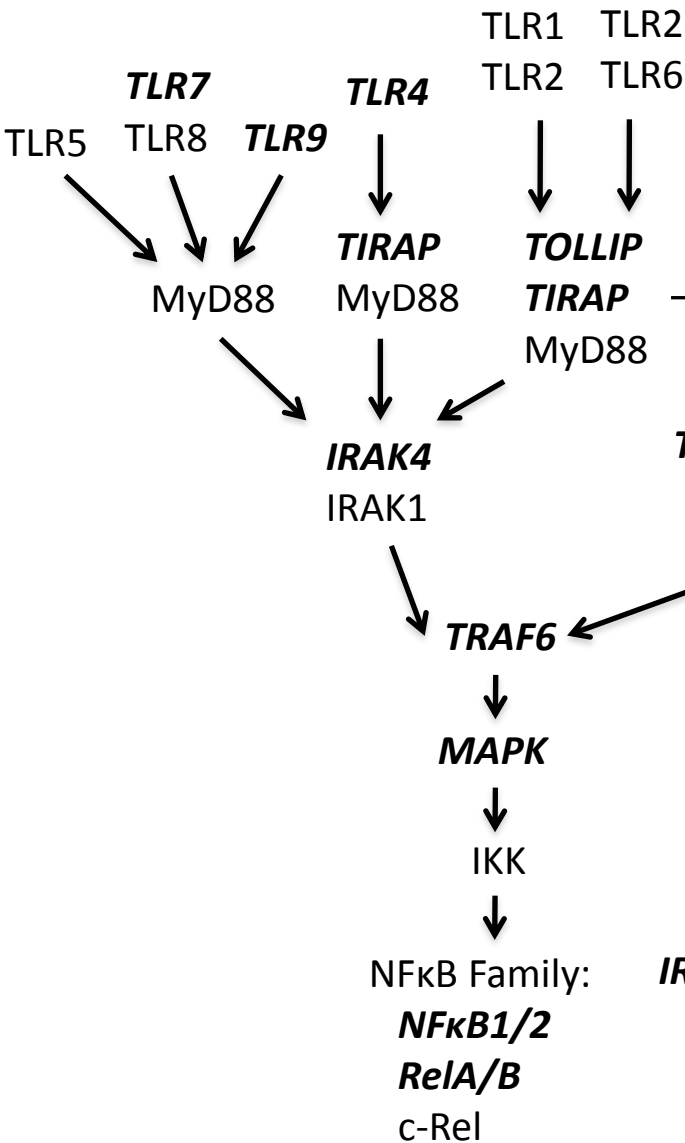 TLR1 TLR2
TLR2 TLR6
TLR7
TLR8
TLR4
TLR5
TLR9
TIRAP
MyD88
TOLLIP
TIRAP
MyD88
MyD88
IRAK4
IRAK1
TRAF6
MAPK
IKK
NFκB Family:
NFκB1/2
RelA/B
c-Rel